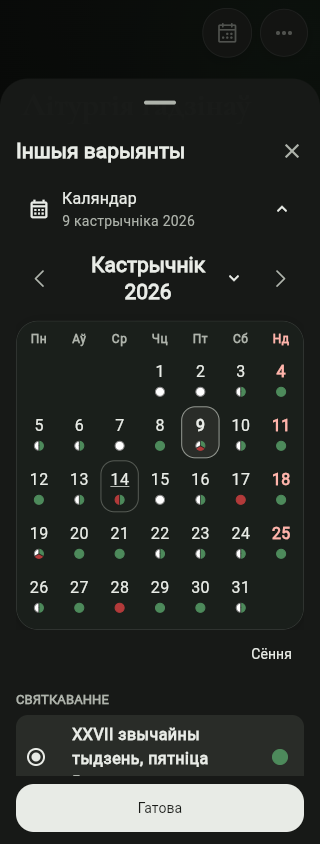 Іншыя варыянты
Каляндар
9 кастрычніка 2026
Кастрычнік
2026
Пн Аў Ср Чц Пт Сб Нд
1 2 3 4
5 6 7 8 9 10 11
12 13 14 15 16 17 18
19 20 21 22 23 24 25
26 27 28 29 30 31
Сёння
СВЯТКАВАННЕ
XXVII звычайны
тыдзень, пятніца
Гатова